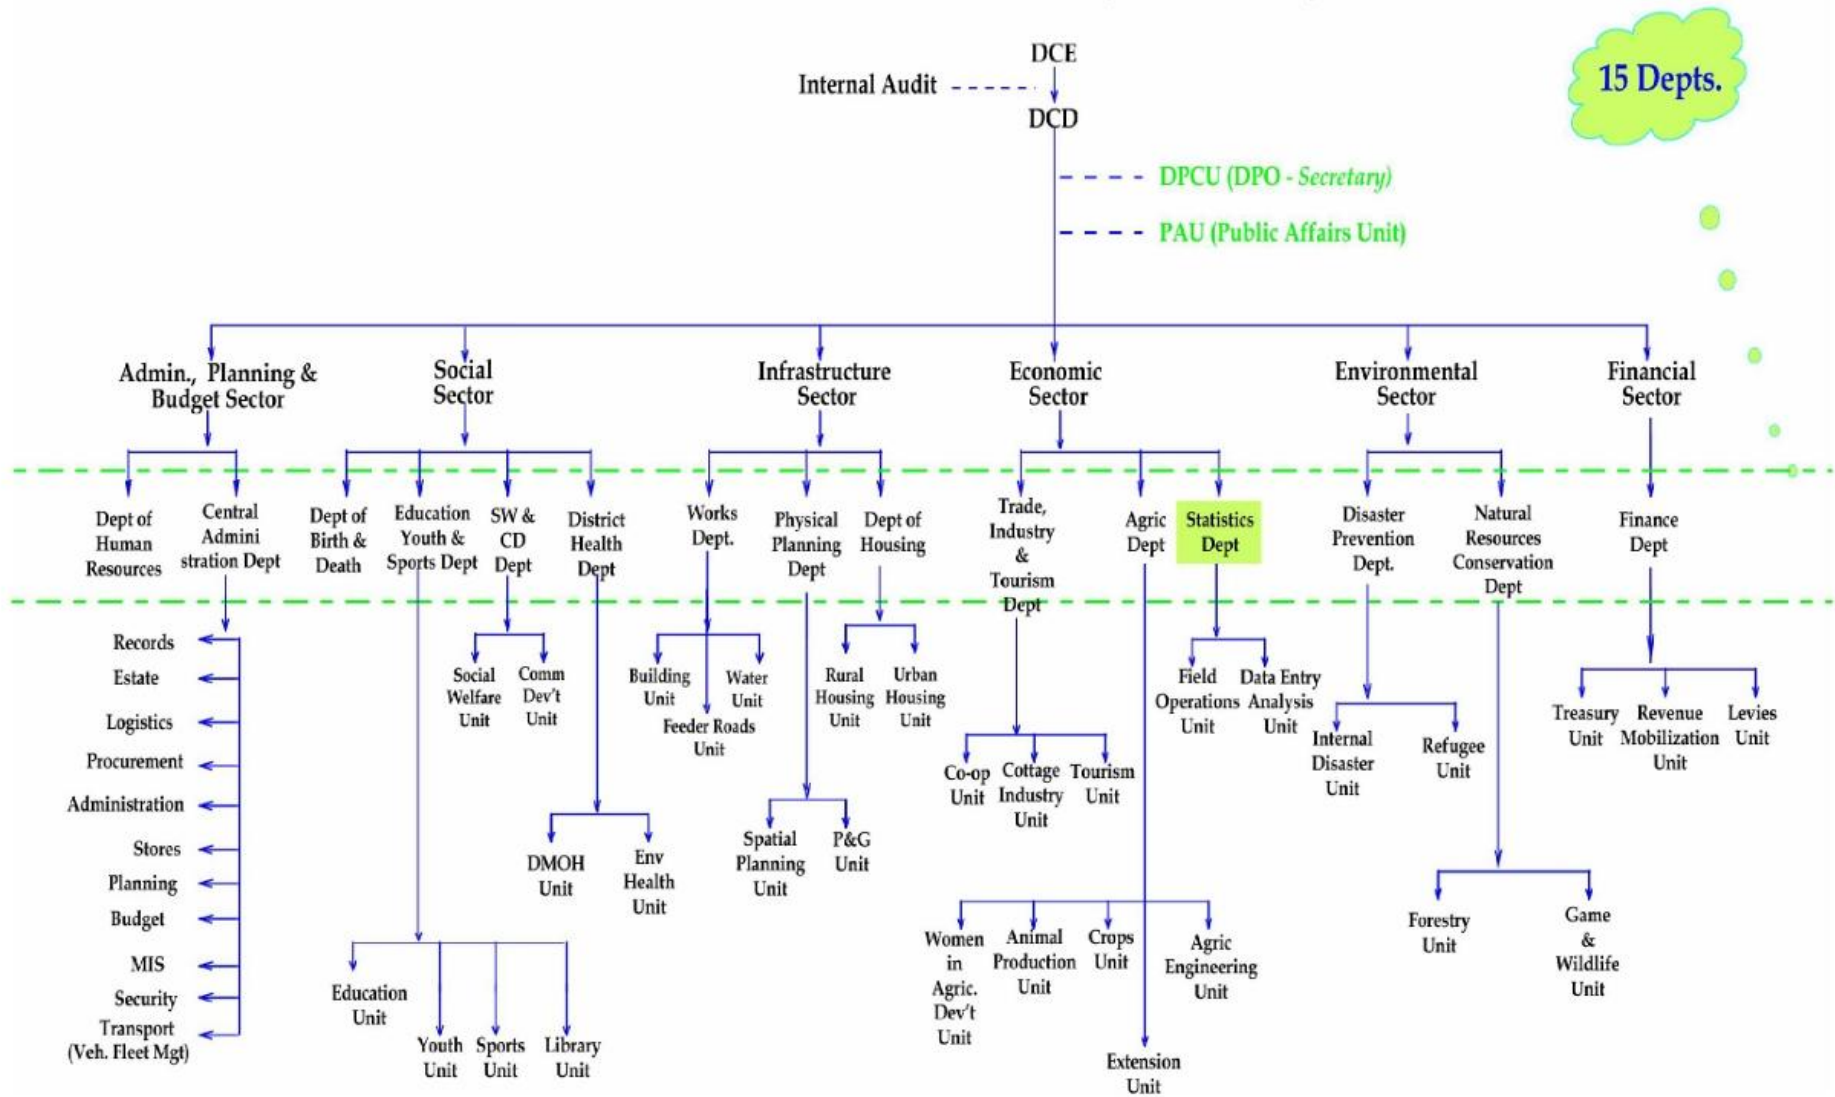 DCE
Internal Audit
DCD
15 Depts.
DPCU (DPO - Secretary)
PAU (Public Affairs Unit)
Admin., Planning &
Budget Sector
Social
Sector
Infrastructure
Sector
Economic
Sector
Environmental
Sector
Financial
Sector
Dept of
Human
Resources
Central
Admini
stration Dept
Dept of
Birth &
Death
Education
Youth &
Sports Dept
SW &
CD
Dept
District
Health
Dept
Works
Dept.
Physical
Planning
Dept
Dept of
Housing
Trade,
Industry
&
Tourism
Dept
Agric
Dept
Statistics
Dept
Disaster
Prevention
Dept.
Natural
Resources
Conservation
Dept
Finance
Dept
Records
Estate
Logistics
Procurement
Administration
Stores
Planning
Budget
MIS
Security
Transport
(Veh. Fleet Mgt)
Education
Unit
Youth
Unit
Sports
Unit
Library
Unit
Social
Welfare
Unit
Comm
Dev't
Unit
DMOH
Unit
Env
Health
Unit
Building
Unit
Feeder Roads
Unit
Water
Unit
Spatial
Planning
Unit
P&G
Unit
Rural
Housing
Unit
Urban
Housing
Unit
Co-op
Unit
Cottage
Industry
Unit
Tourism
Unit
Women
in
Agric.
Dev't
Unit
Animal
Production
Unit
Crops
Unit
Agric
Engineering
Unit
Extension
Unit
Field
Operations
Unit
Data Entry
Analysis
Unit
Internal
Disaster
Unit
Refugee
Unit
Forestry
Unit
Game
&
Wildlife
Unit
Treasury
Unit
Revenue
Mobilization
Unit
Levies
Unit